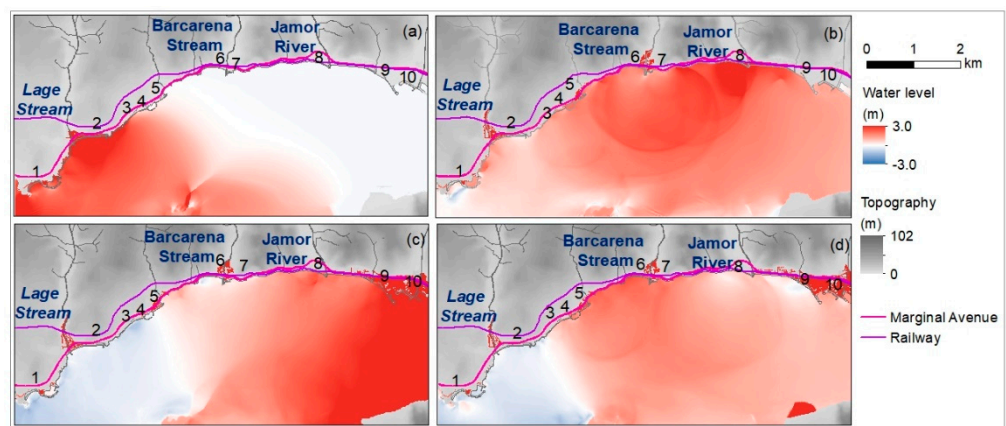 Barcarena
Stream
Jamor
River
(a)
Lage
Stream
1
2
3
4
5
6
7
8
9
10
Barcarena
Stream
Jamor
River
(b)
Lage
Stream
1
2
3
4
5
6
7
8
9
10
Barcarena
Stream
Jamor
River
(c)
Lage
Stream
1
2
3
4
5
6
7
8
9
10
Barcarena
Stream
Jamor
River
(d)
Lage
Stream
1
2
3
4
5
6
7
8
9
10
0 1 2
km
Water level
(m)
3.0
-3.0
Topography
(m)
102
0
Marginal Avenue
Railway